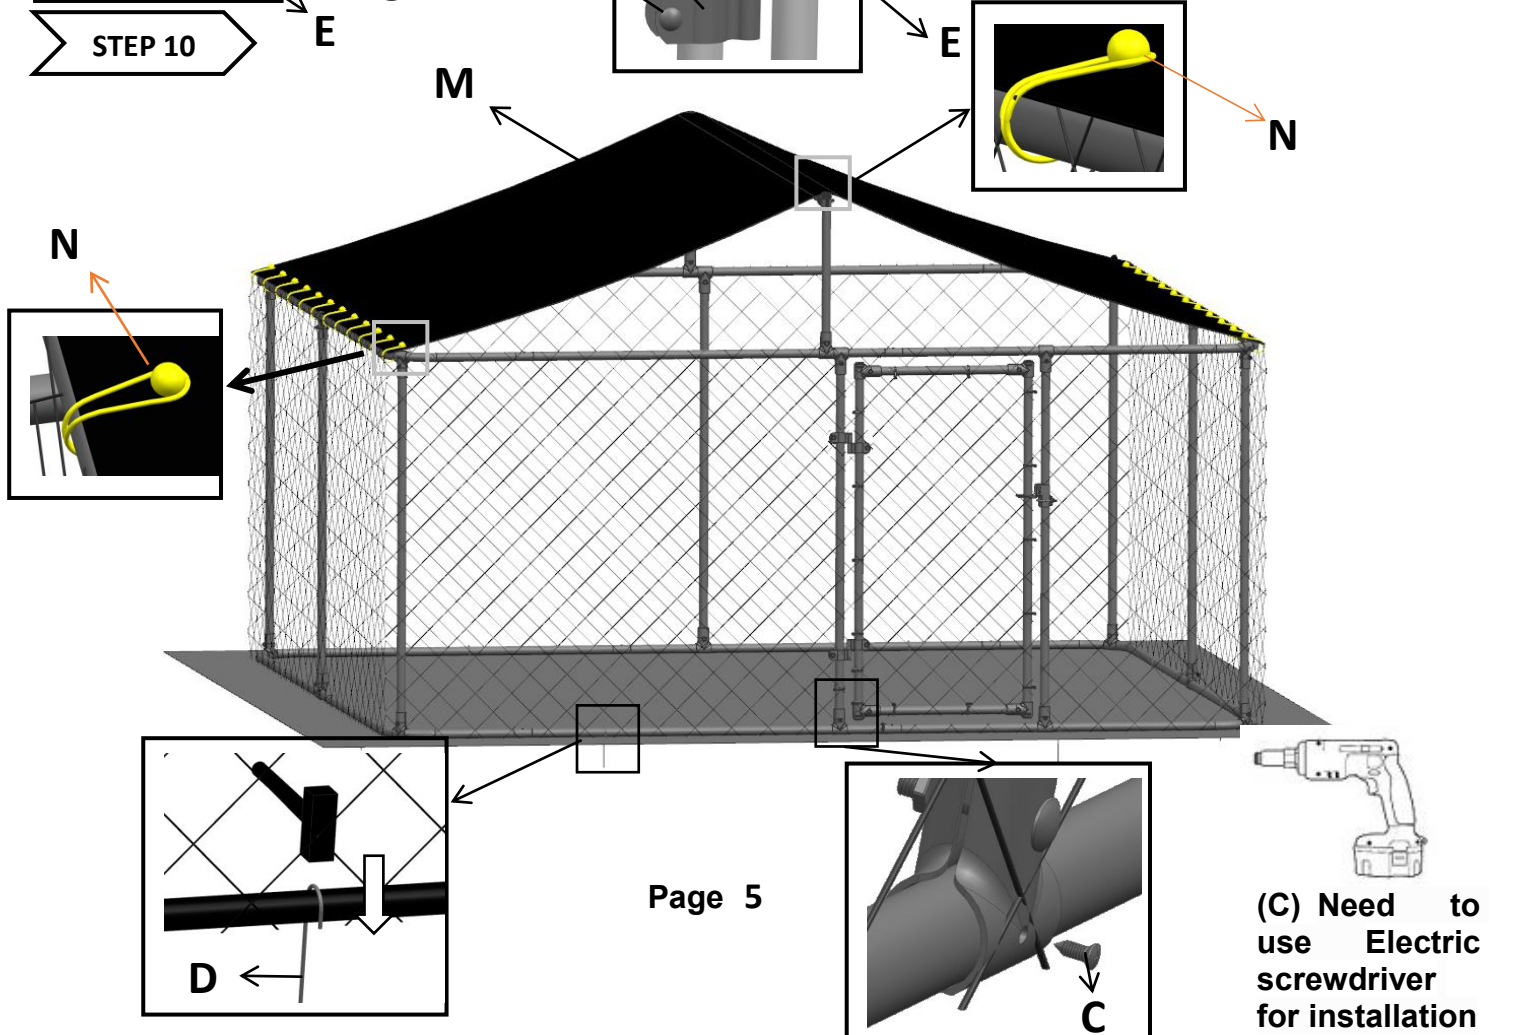 E
STEP 10
E
M
N
N
D
Page 5
C
(C) Need to
use Electric
screwdriver
for installation